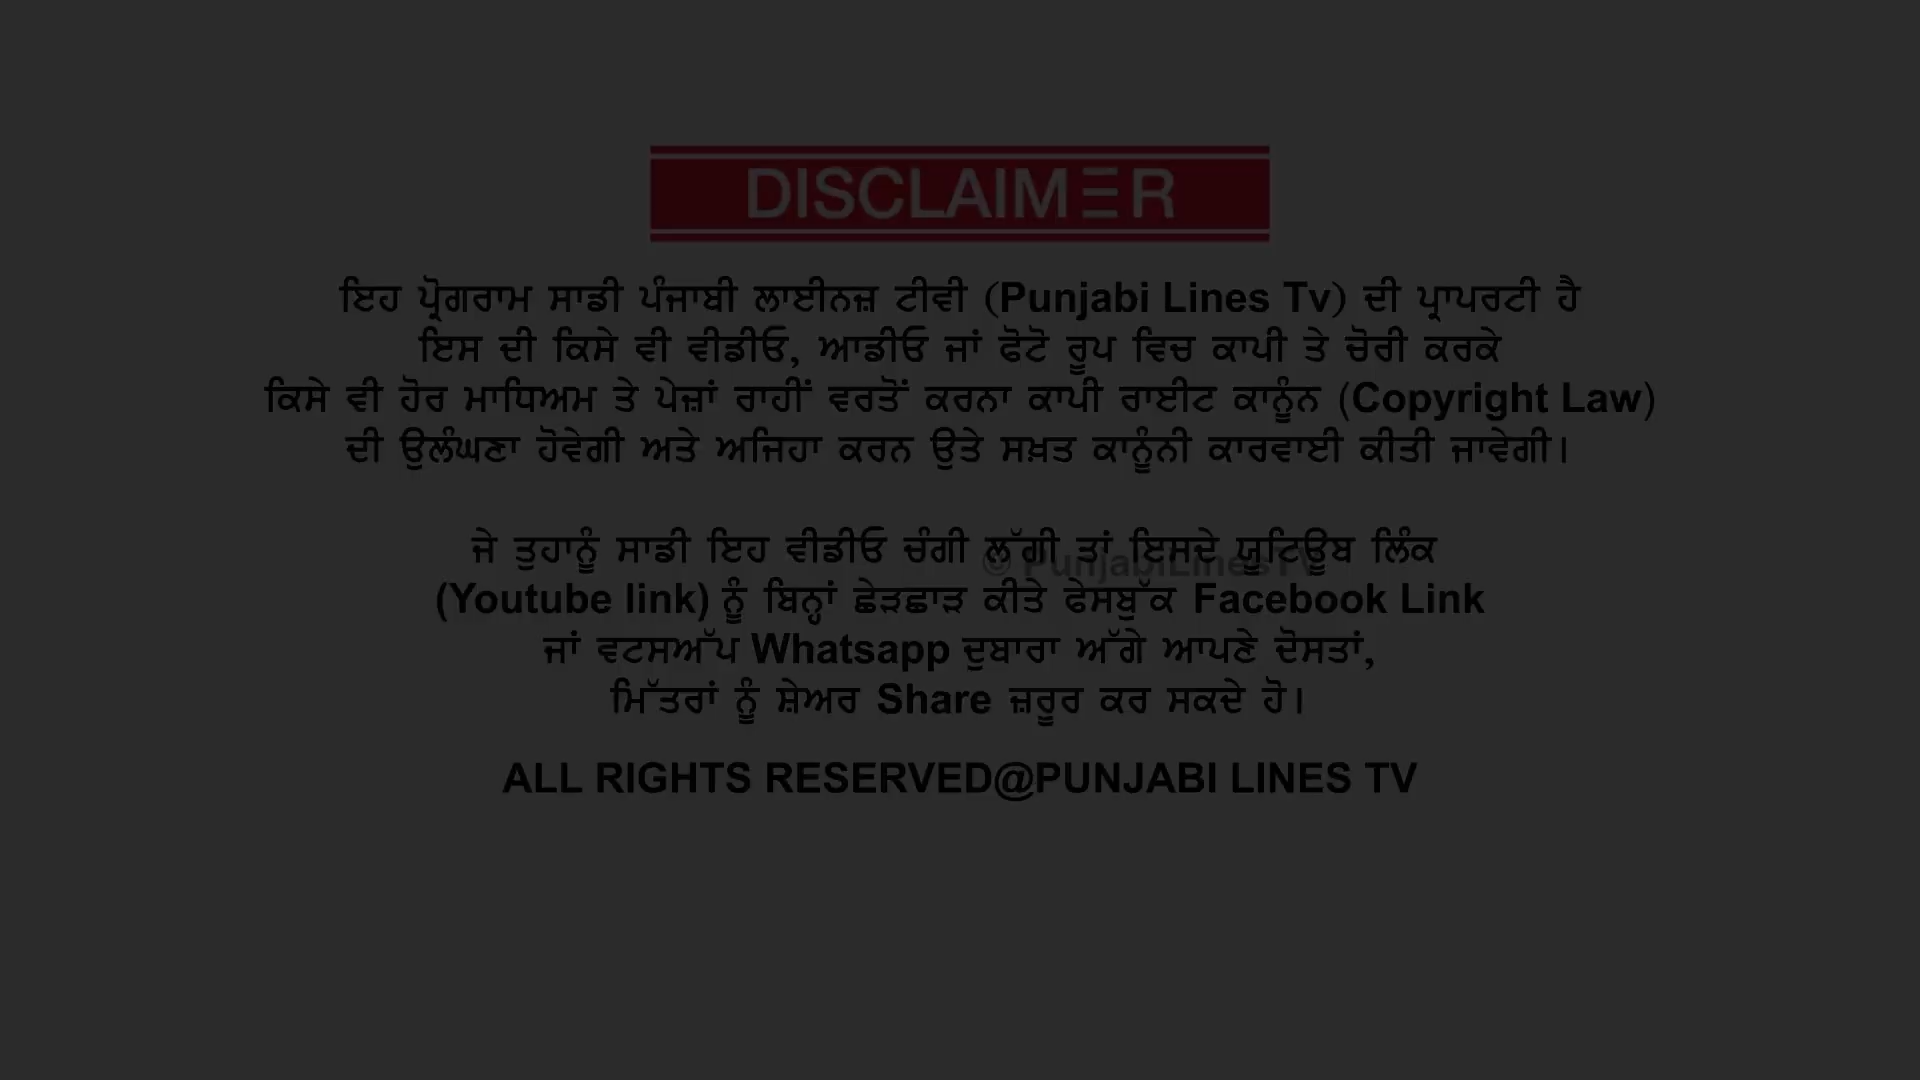 DISCLAIMER
ਇਹ ਪ੍ਰੋਗਰਾਮ ਸਾਡੀ ਪੰਜਾਬੀ ਲਾਈਨਜ਼ ਟੀਵੀ (Punjabi Lines Tv) ਦੀ ਪ੍ਰਾਪਰਟੀ ਹੈ
ਇਸ ਦੀ ਕਿਸੇ ਵੀ ਵੀਡੀਓ, ਆਡੀਓ ਜਾਂ ਫੋਟੋ ਰੂਪ ਵਿਚ ਕਾਪੀ ਤੇ ਚੋਰੀ ਕਰਕੇ
ਕਿਸੇ ਵੀ ਹੋਰ ਮਾਧਿਅਮ ਤੇ ਪੇਜ਼ਾਂ ਰਾਹੀਂ ਵਰਤੋਂ ਕਰਨਾ ਕਾਪੀ ਰਾਈਟ ਕਾਨੂੰਨ (Copyright Law)
ਦੀ ਉਲੰਘਣਾ ਹੋਵੇਗੀ ਅਤੇ ਅਜਿਹਾ ਕਰਨ ਉਤੇ ਸਖ਼ਤ ਕਾਨੂੰਨੀ ਕਾਰਵਾਈ ਕੀਤੀ ਜਾਵੇਗੀ।
ਜੇ ਤੁਹਾਨੂੰ ਸਾਡੀ ਇਹ ਵੀਡੀਓ ਚੰਗੀ ਲੱਗੀ ਤਾਂ ਇਸਦੇ ਯੂਟਿਊਬ ਲਿੰਕ
© PunjabiLinesTV
(Youtube link) ਨੂੰ ਬਿਨ੍ਹਾਂ ਛੇੜਛਾੜ ਕੀਤੇ ਫੇਸਬੁੱਕ Facebook Link
ਜਾਂ ਵਟਸਅੱਪ Whatsapp ਦੁਬਾਰਾ ਅੱਗੇ ਆਪਣੇ ਦੋਸਤਾਂ,
ਮਿੱਤਰਾਂ ਨੂੰ ਸ਼ੇਅਰ Share ਜ਼ਰੂਰ ਕਰ ਸਕਦੇ ਹੋ।
ALL RIGHTS RESERVED@PUNJABI LINES TV